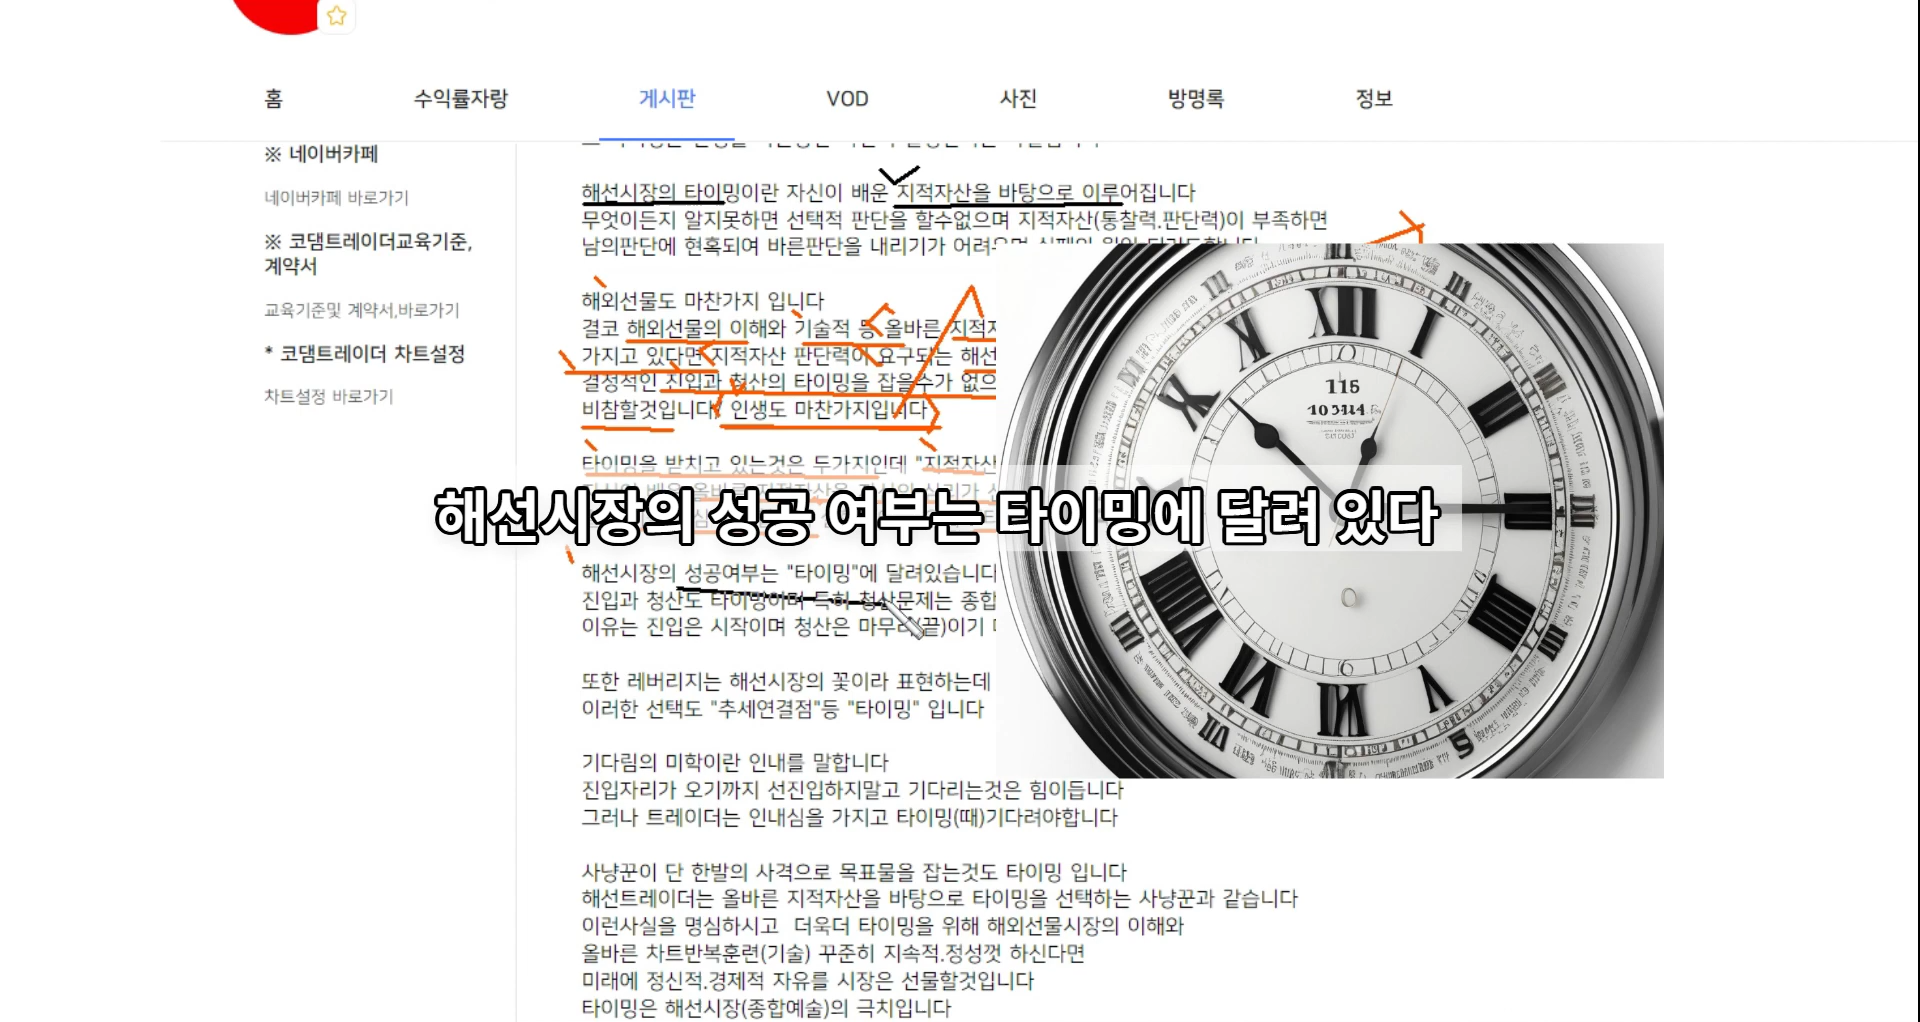 홈
수익률자랑
게시판
VOD
사진
방명록
정보
※ 네이버카페
네이버카페 바로가기
※ 코댐트레이더교육기준,
계약서
교육기준및 계약서,바로가기
* 코댐트레이더 차트설정
차트설정 바로가기
해선시장의 타이밍이란 자신이 배운 지적자산을 바탕으로 이루어집니다
무엇이든지 알지못하면 선택적 판단을 할수없으며 지적자산(통찰력.판단력)이 부족하면
남의판단에 현혹되여 바른판단을 내리기가
해외선물도 마찬가지 입니다
결코 해외선물의 이해와 기술적 등 올바른
가지고 있다면 지적자산 판단력이 요구되는
결정적인 진입과 청산의 타이밍을 잡을수가
비참할것입니다 인생도 마찬가지입니다
타이밍을 받치고 있는것은 두가지인데 "지적자산
해선시장의 성공 여부는 타이밍에 달려 있다
해선시장의 성공여부는 "타이밍"에 달려있습니다
진입과 청산도 타이밍이며 특히 청산문제는
이유는 진입은 시작이며 청산은 마무리(끝)이기
또한 레버리지는 해선시장의 꽃이라 표현하는데
이러한 선택도 "추세연결점"등 "타이밍" 입니다
기다림의 미학이란 인내를 말합니다
진입자리가 오기까지 선진입하지말고 기다리는것은 힘이듭니다
그러나 트레이더는 인내심을 가지고 타이밍(때)기다려야합니다
사냥꾼이 단 한발의 사격으로 목표물을 잡는것도 타이밍 입니다
해선트레이더는 올바른 지적자산을 바탕으로 타이밍을 선택하는 사냥꾼과 같습니다
이런사실을 명심하시고 더욱더 타이밍을 위해 해외선물시장의 이해와
올바른 차트반복훈련(기술) 꾸준히 지속적.정성껏 하신다면
미래에 정신적.경제적 자유를 시장은 선물할것입니다
타이밍은 해선시장(종합예술)의 극치입니다
115